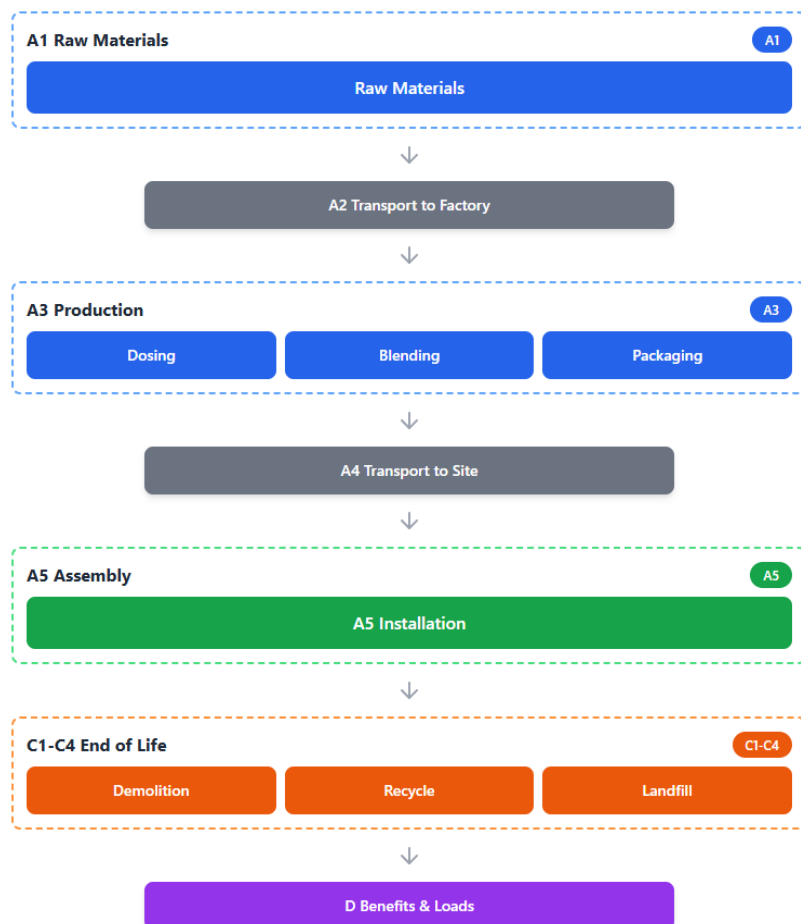 A1 Raw Materials A1
Raw Materials
A2 Transport to Factory
A3 Production A3
Dosing Blending Packaging
A4 Transport to Site
A5 Assembly A5
A5 Installation
C1-C4 End of Life C1-C4
Demolition Recycle Landfill
D Benefits & Loads